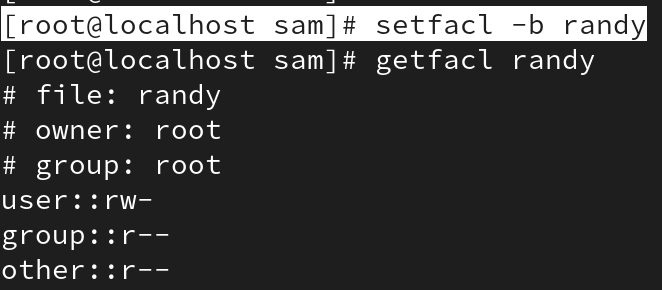 [root@localhost sam]# setfacl -b randy
[root@localhost sam]# getfacl randy
# file: randy
# owner: root
# group: root
user::rw-
group::r--
other::r--